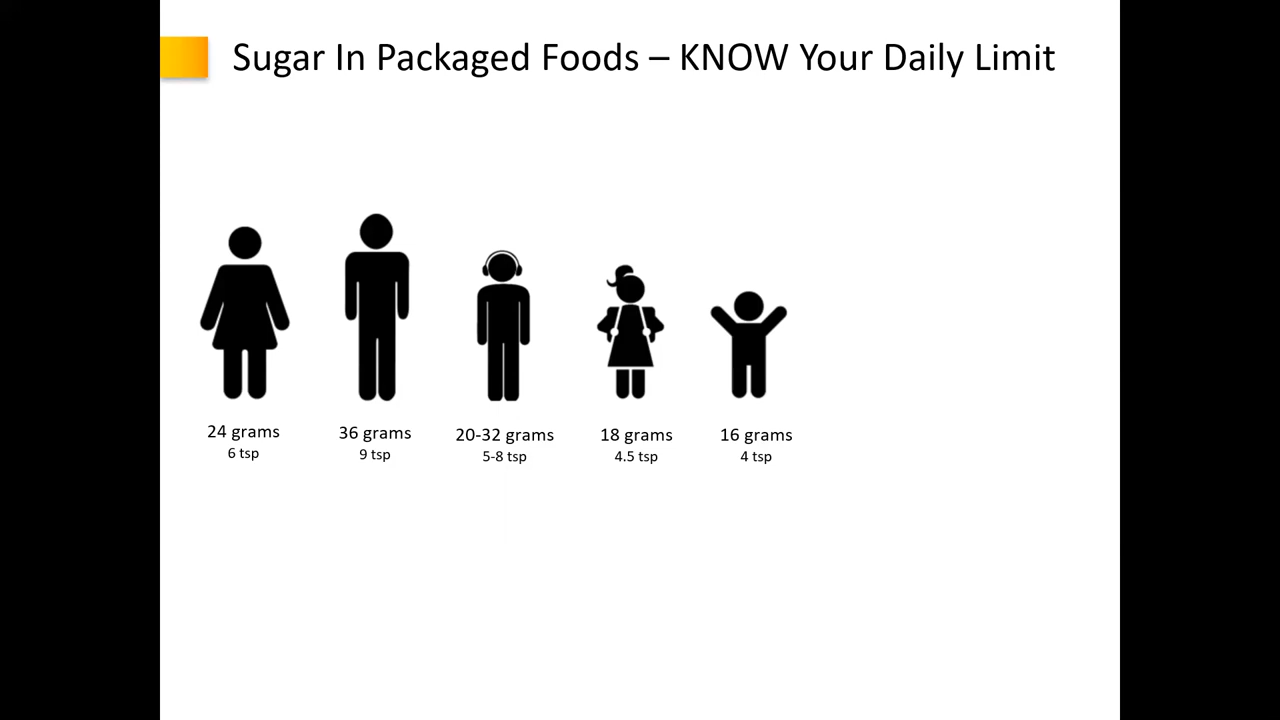 Sugar In Packaged Foods – KNOW Your Daily Limit
24 grams
6 tsp
36 grams
9 tsp
20-32 grams
5-8 tsp
18 grams
4.5 tsp
16 grams
4 tsp